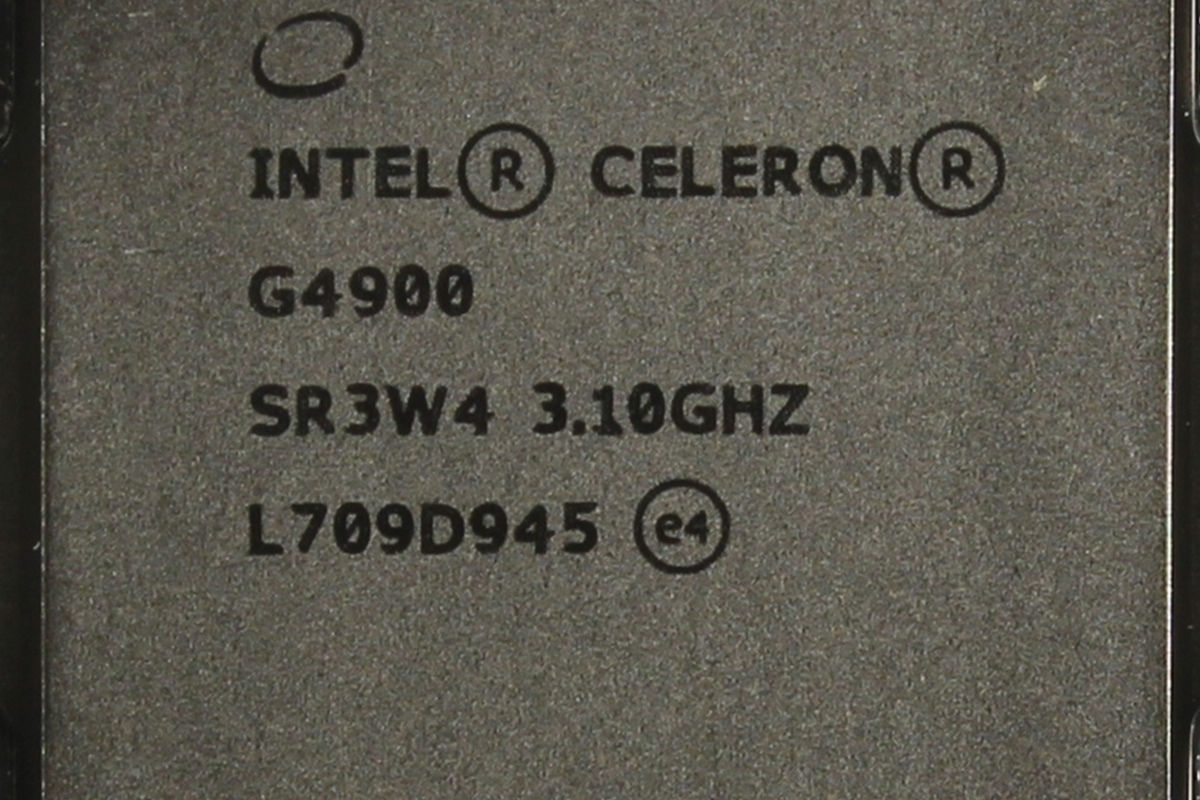 INTEL® CELERON®
G4900
SR3W4 3.10GHZ
L709D945 e4